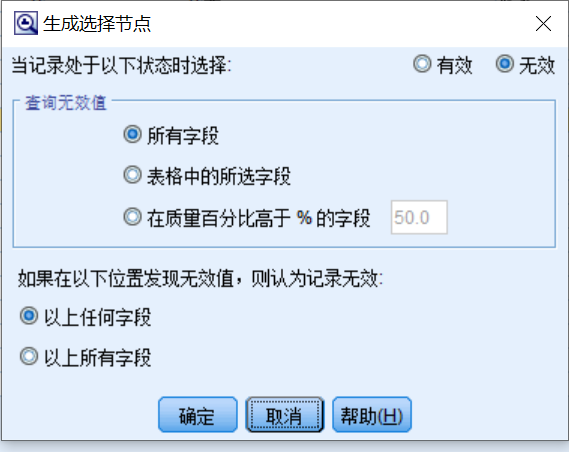 生成选择节点
当记录处于以下状态时选择: 有效 无效
查询无效值
所有字段
表格中的所选字段
在质量百分比高于 % 的字段 50.0
如果在以下位置发现无效值，则认为记录无效:
以上任何字段
以上所有字段
确定 取消 帮助(H)